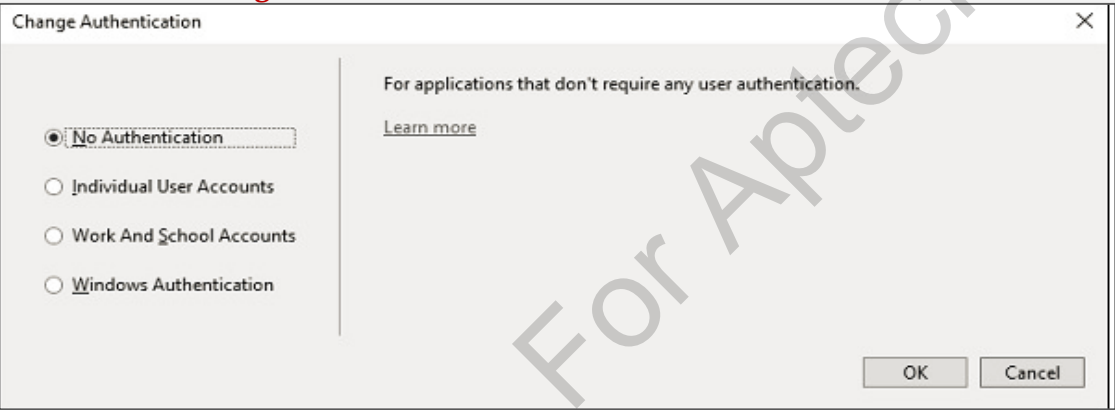 Change Authentication
For applications that don't require any user authentication.
Learn more
No Authentication
Individual User Accounts
Work And School Accounts
Windows Authentication
OK
Cancel
For Aptech